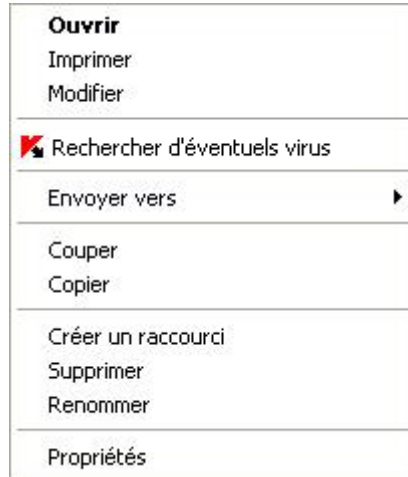 Ouvrir
Imprimer
Modifier
Rechercher d'éventuels virus
Envoyer vers
Couper
Copier
Créer un raccourci
Supprimer
Renommer
Propriétés